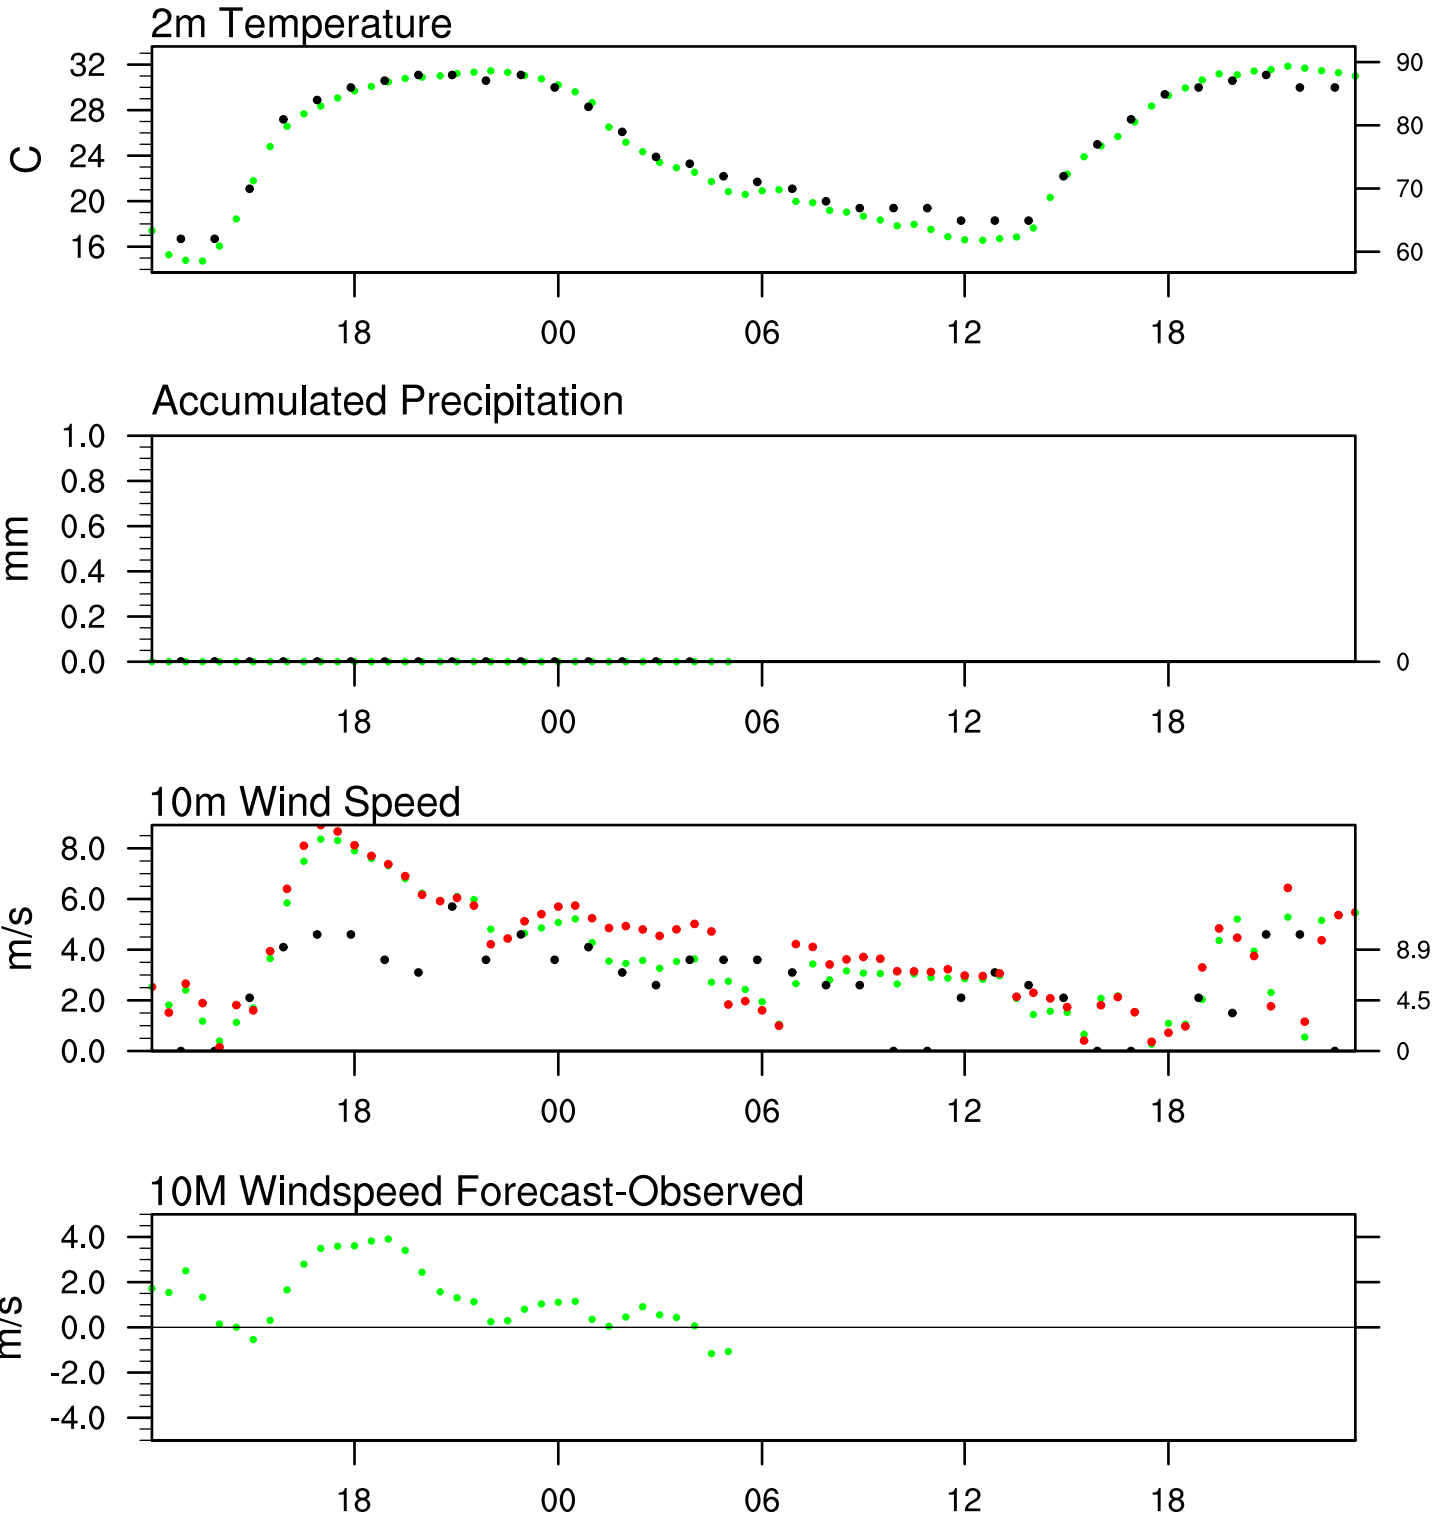 2m Temperature
32 90
28
80
24
C
70
20
16 60
18 00 06 12 18
Accumulated Precipitation
1.0
0.8
0.6
mm
0.4
0.2
0.0 0
18 00 06 12 18
10m Wind Speed
8.0
6.0
m/s
4.0 8.9
2.0 4.5
0.0 0
18 00 06 12 18
10M Windspeed Forecast-Observed
4.0
2.0
m/s
0.0
-2.0
-4.0
18 00 06 12 18